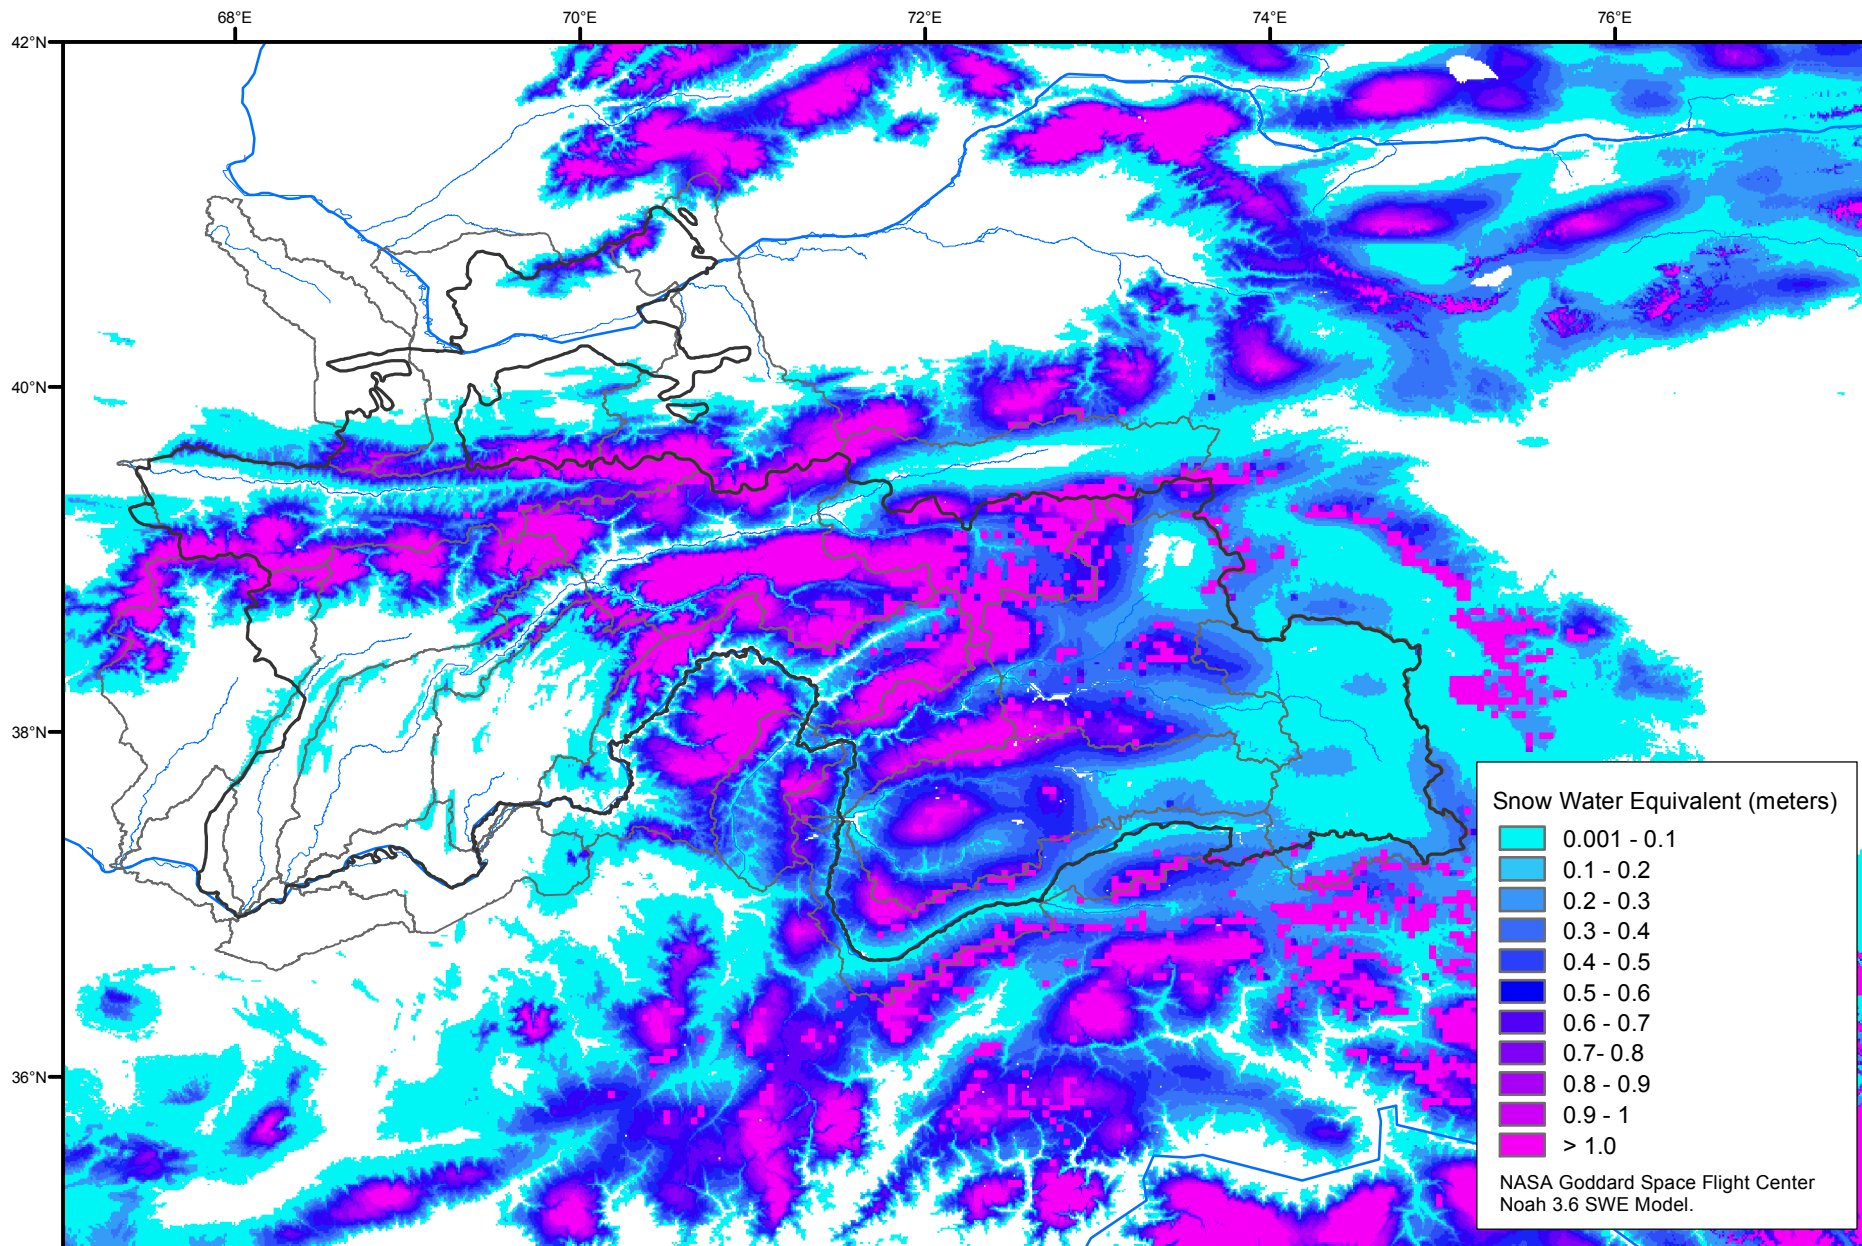 68°E
70°E
72°E
74°E
76°E
42°N
40°N
38°N
36°N
Snow Water Equivalent (meters)
0.001 - 0.1
0.1 - 0.2
0.2 - 0.3
0.3 - 0.4
0.4 - 0.5
0.5 - 0.6
0.6 - 0.7
0.7- 0.8
0.8 - 0.9
0.9 - 1
> 1.0
NASA Goddard Space Flight Center
Noah 3.6 SWE Model.